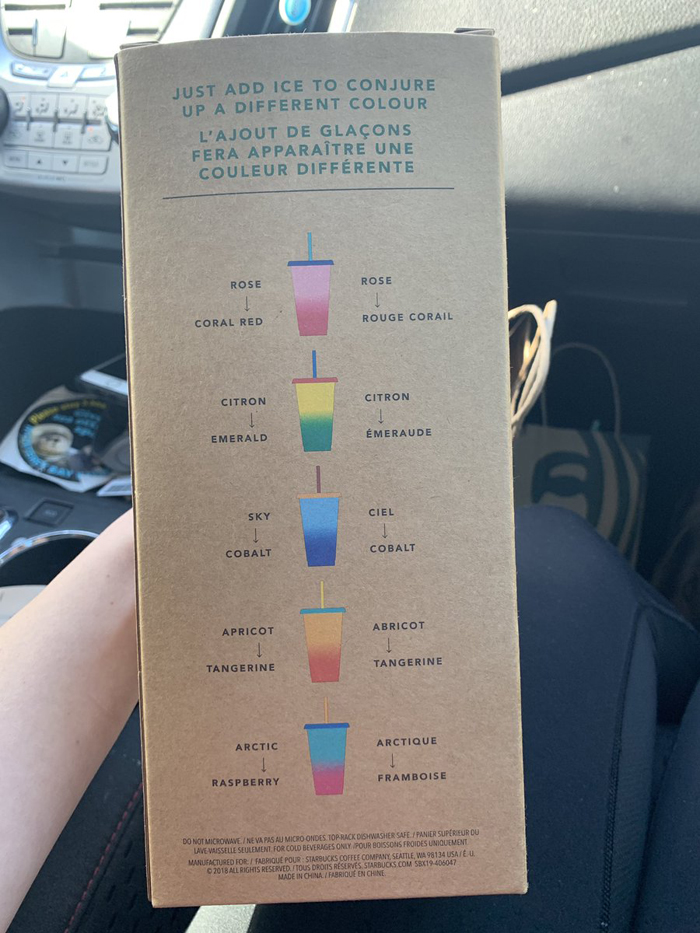 JUST ADD ICE TO CONJURE
UP A DIFFERENT COLOUR
L'AJOUT DE GLAÇONS
FERA APPARAÎTRE UNE
COULEUR DIFFÉRENTE
ROSE
↓
CORAL RED
ROSE
↓
ROUGE CORAIL
CITRON
↓
EMERALD
CITRON
↓
ÉMERAUDE
SKY
↓
COBALT
CIEL
↓
COBALT
APRICOT
↓
TANGERINE
ABRICOT
↓
TANGERINE
ARCTIC
↓
RASPBERRY
ARCTIQUE
↓
FRAMBOISE
DO NOT MICROWAVE. / NE VA PAS AU MICRO-ONDES. TOP-RACK DISHWASHER SAFE. / PANIER SUPÉRIEUR DU
LAVE-VAISSELLE SEULEMENT. FOR COLD BEVERAGES ONLY. /POUR BOISSONS FROIDES UNIQUEMENT.
MANUFACTURED FOR: / FABRIQUÉ POUR : STARBUCKS COFFEE COMPANY, SEATTLE, WA 98134 USA / É. U.
© 2018 ALL RIGHTS RESERVED. / TOUS DROITS RÉSERVÉS. STARBUCKS.COM SBX19-406047
MADE IN CHINA. / FABRIQUÉ EN CHINE.